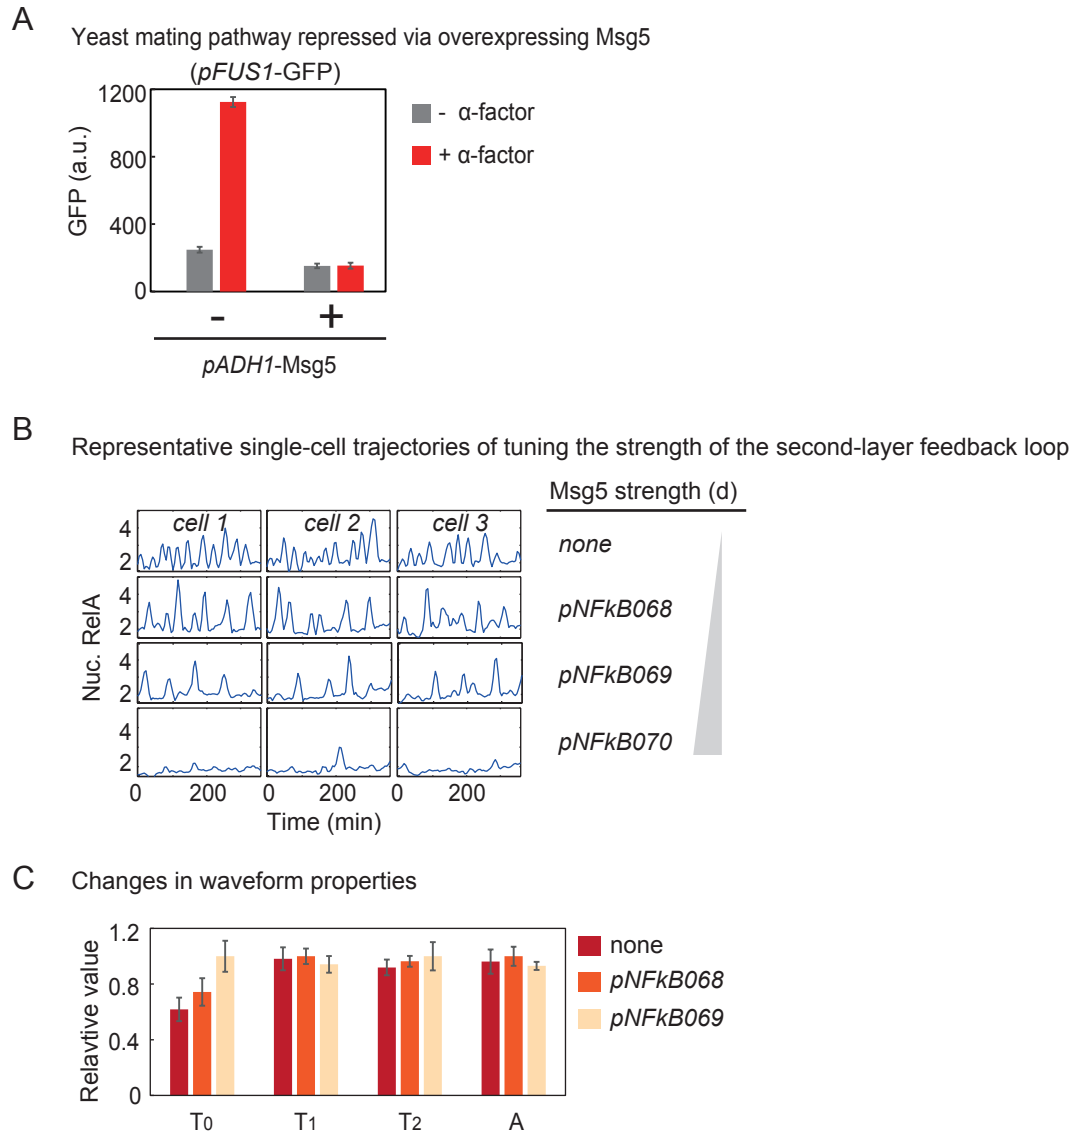 A
Yeast mating pathway repressed via overexpressing Msg5
(pFUS1-GFP)
1200
800
400
0
GFP (a.u.)
- α-factor
+ α-factor
- +
pADH1-Msg5
B
Representative single-cell trajectories of tuning the strength of the second-layer feedback loop
Msg5 strength (d)
cell 1 cell 2 cell 3
4
2
none
4
2
pNFkB068
4
2
pNFkB069
4
2
pNFkB070
Nuc. RelA
0 200 0 200 0 200
Time (min)
C
Changes in waveform properties
1.2
0.8
0.4
0
Relavtive value
none
pNFkB068
pNFkB069
T0 T1 T2 A